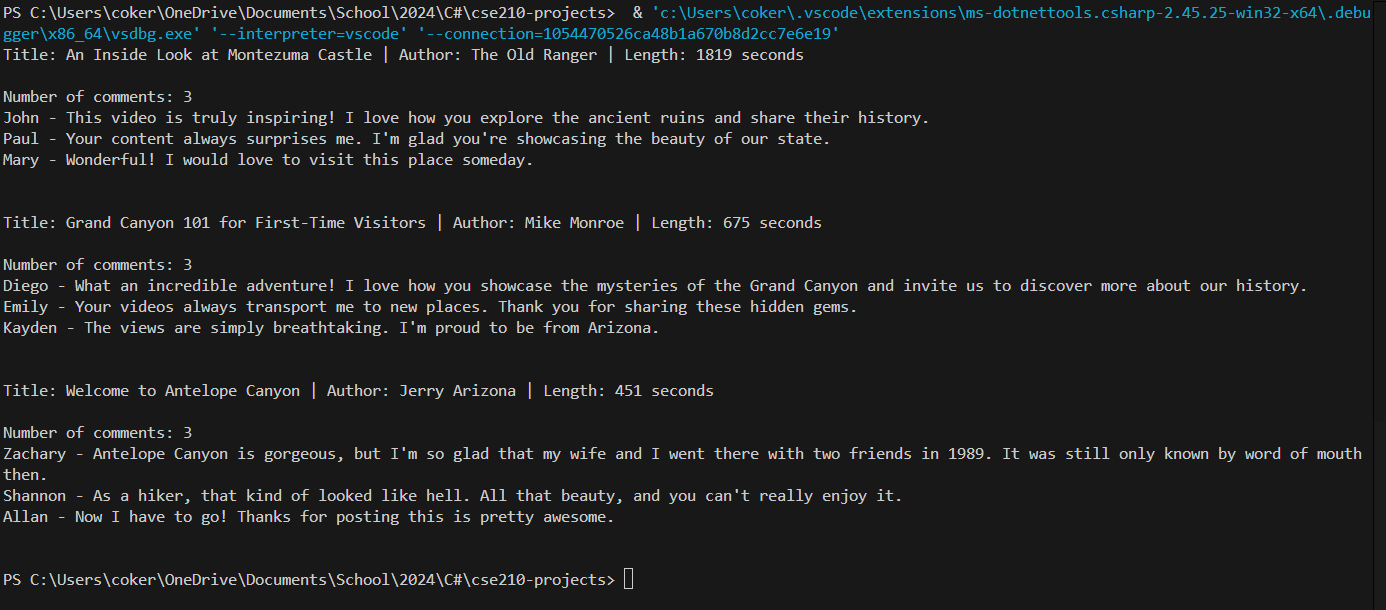 PS C:\Users\coker\OneDrive\Documents\School\2024\C#\cse210-projects>  & 'c:\Users\coker\.vscode\extensions\ms-dotnettools.csharp-2.45.25-win32-x64\.debu
gger\x86_64\vsdbg.exe' '--interpreter=vscode' '--connection=1054470526ca48b1a670b8d2cc7e6e19'
Title: An Inside Look at Montezuma Castle | Author: The Old Ranger | Length: 1819 seconds
Number of comments: 3
John - This video is truly inspiring! I love how you explore the ancient ruins and share their history.
Paul - Your content always surprises me. I'm glad you're showcasing the beauty of our state.
Mary - Wonderful! I would love to visit this place someday.
Title: Grand Canyon 101 for First-Time Visitors | Author: Mike Monroe | Length: 675 seconds
Number of comments: 3
Diego - What an incredible adventure! I love how you showcase the mysteries of the Grand Canyon and invite us to discover more about our history.
Emily - Your videos always transport me to new places. Thank you for sharing these hidden gems.
Kayden - The views are simply breathtaking. I'm proud to be from Arizona.
Title: Welcome to Antelope Canyon | Author: Jerry Arizona | Length: 451 seconds
Number of comments: 3
Zachary - Antelope Canyon is gorgeous, but I'm so glad that my wife and I went there with two friends in 1989. It was still only known by word of mouth
then.
Shannon - As a hiker, that kind of looked like hell. All that beauty, and you can't really enjoy it.
Allan - Now I have to go! Thanks for posting this is pretty awesome.
PS C:\Users\coker\OneDrive\Documents\School\2024\C#\cse210-projects>